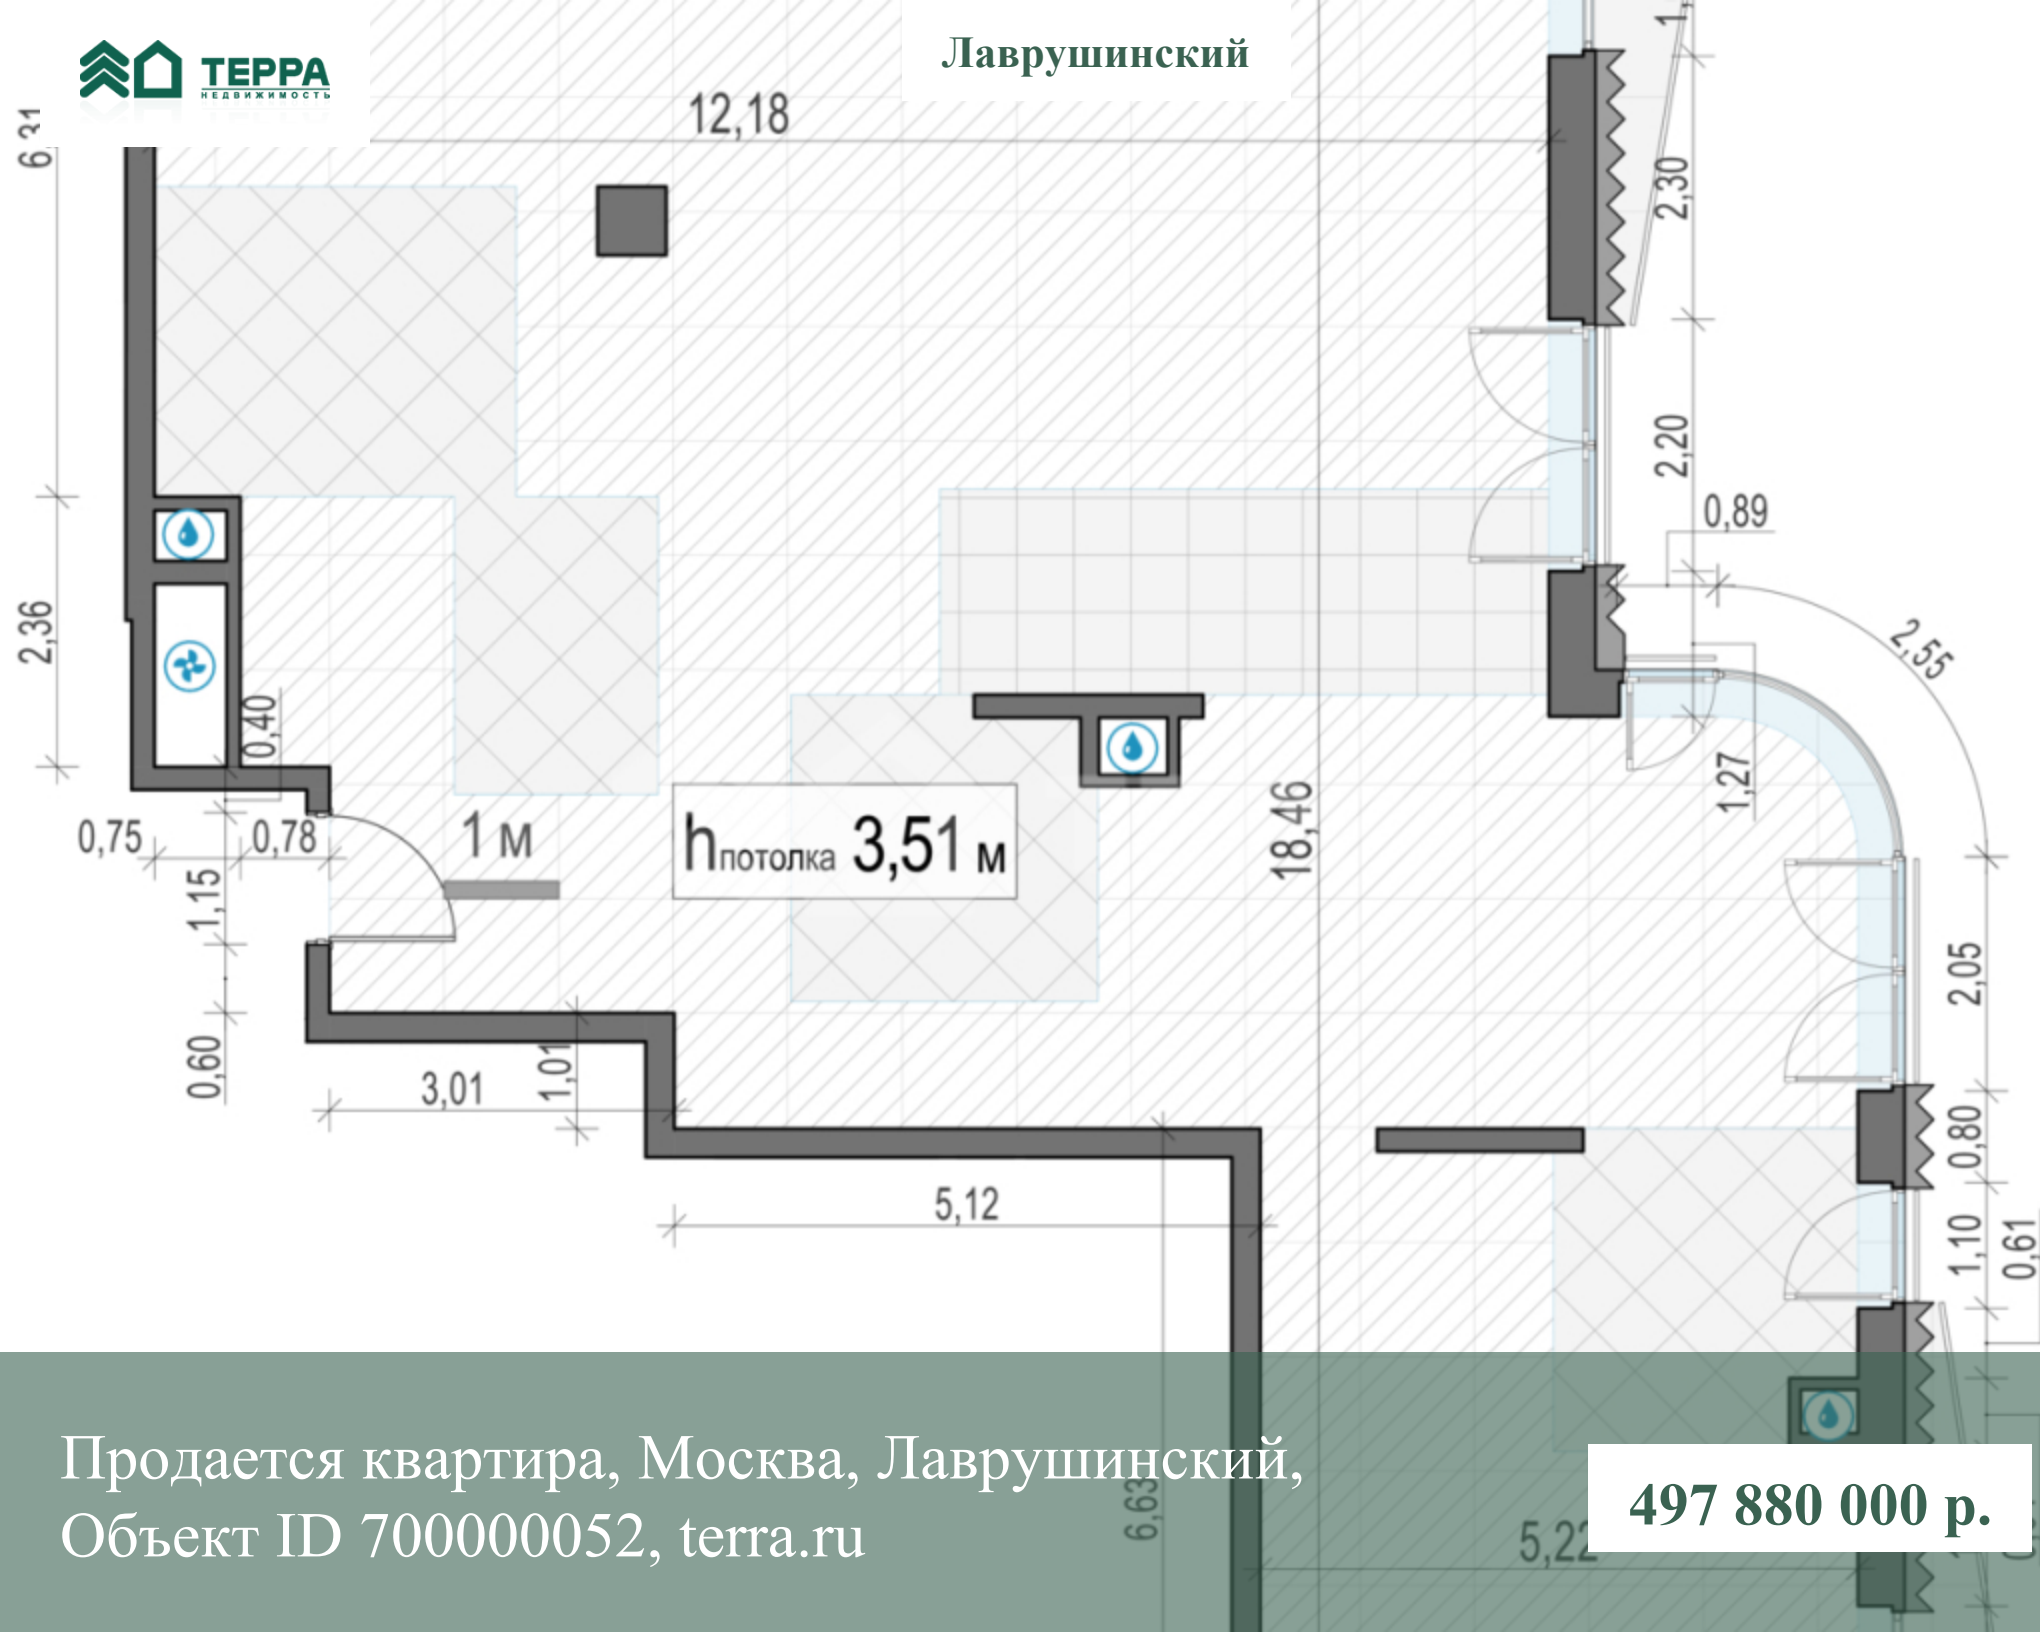 ТЕРРА
НЕДВИЖИМОСТЬ
Лаврушинский
12,18
6,31
2,30
2,20
0,89
2,55
2,36
0,40
1,27
18,46
0,75
0,78
1 м
hпотолка 3,51 м
1,15
2,05
0,60
3,01
1,01
0,80
5,12
1,10
0,61
6,63
5,22
Продается квартира, Москва, Лаврушинский,
Объект ID 700000052, terra.ru
497 880 000 р.